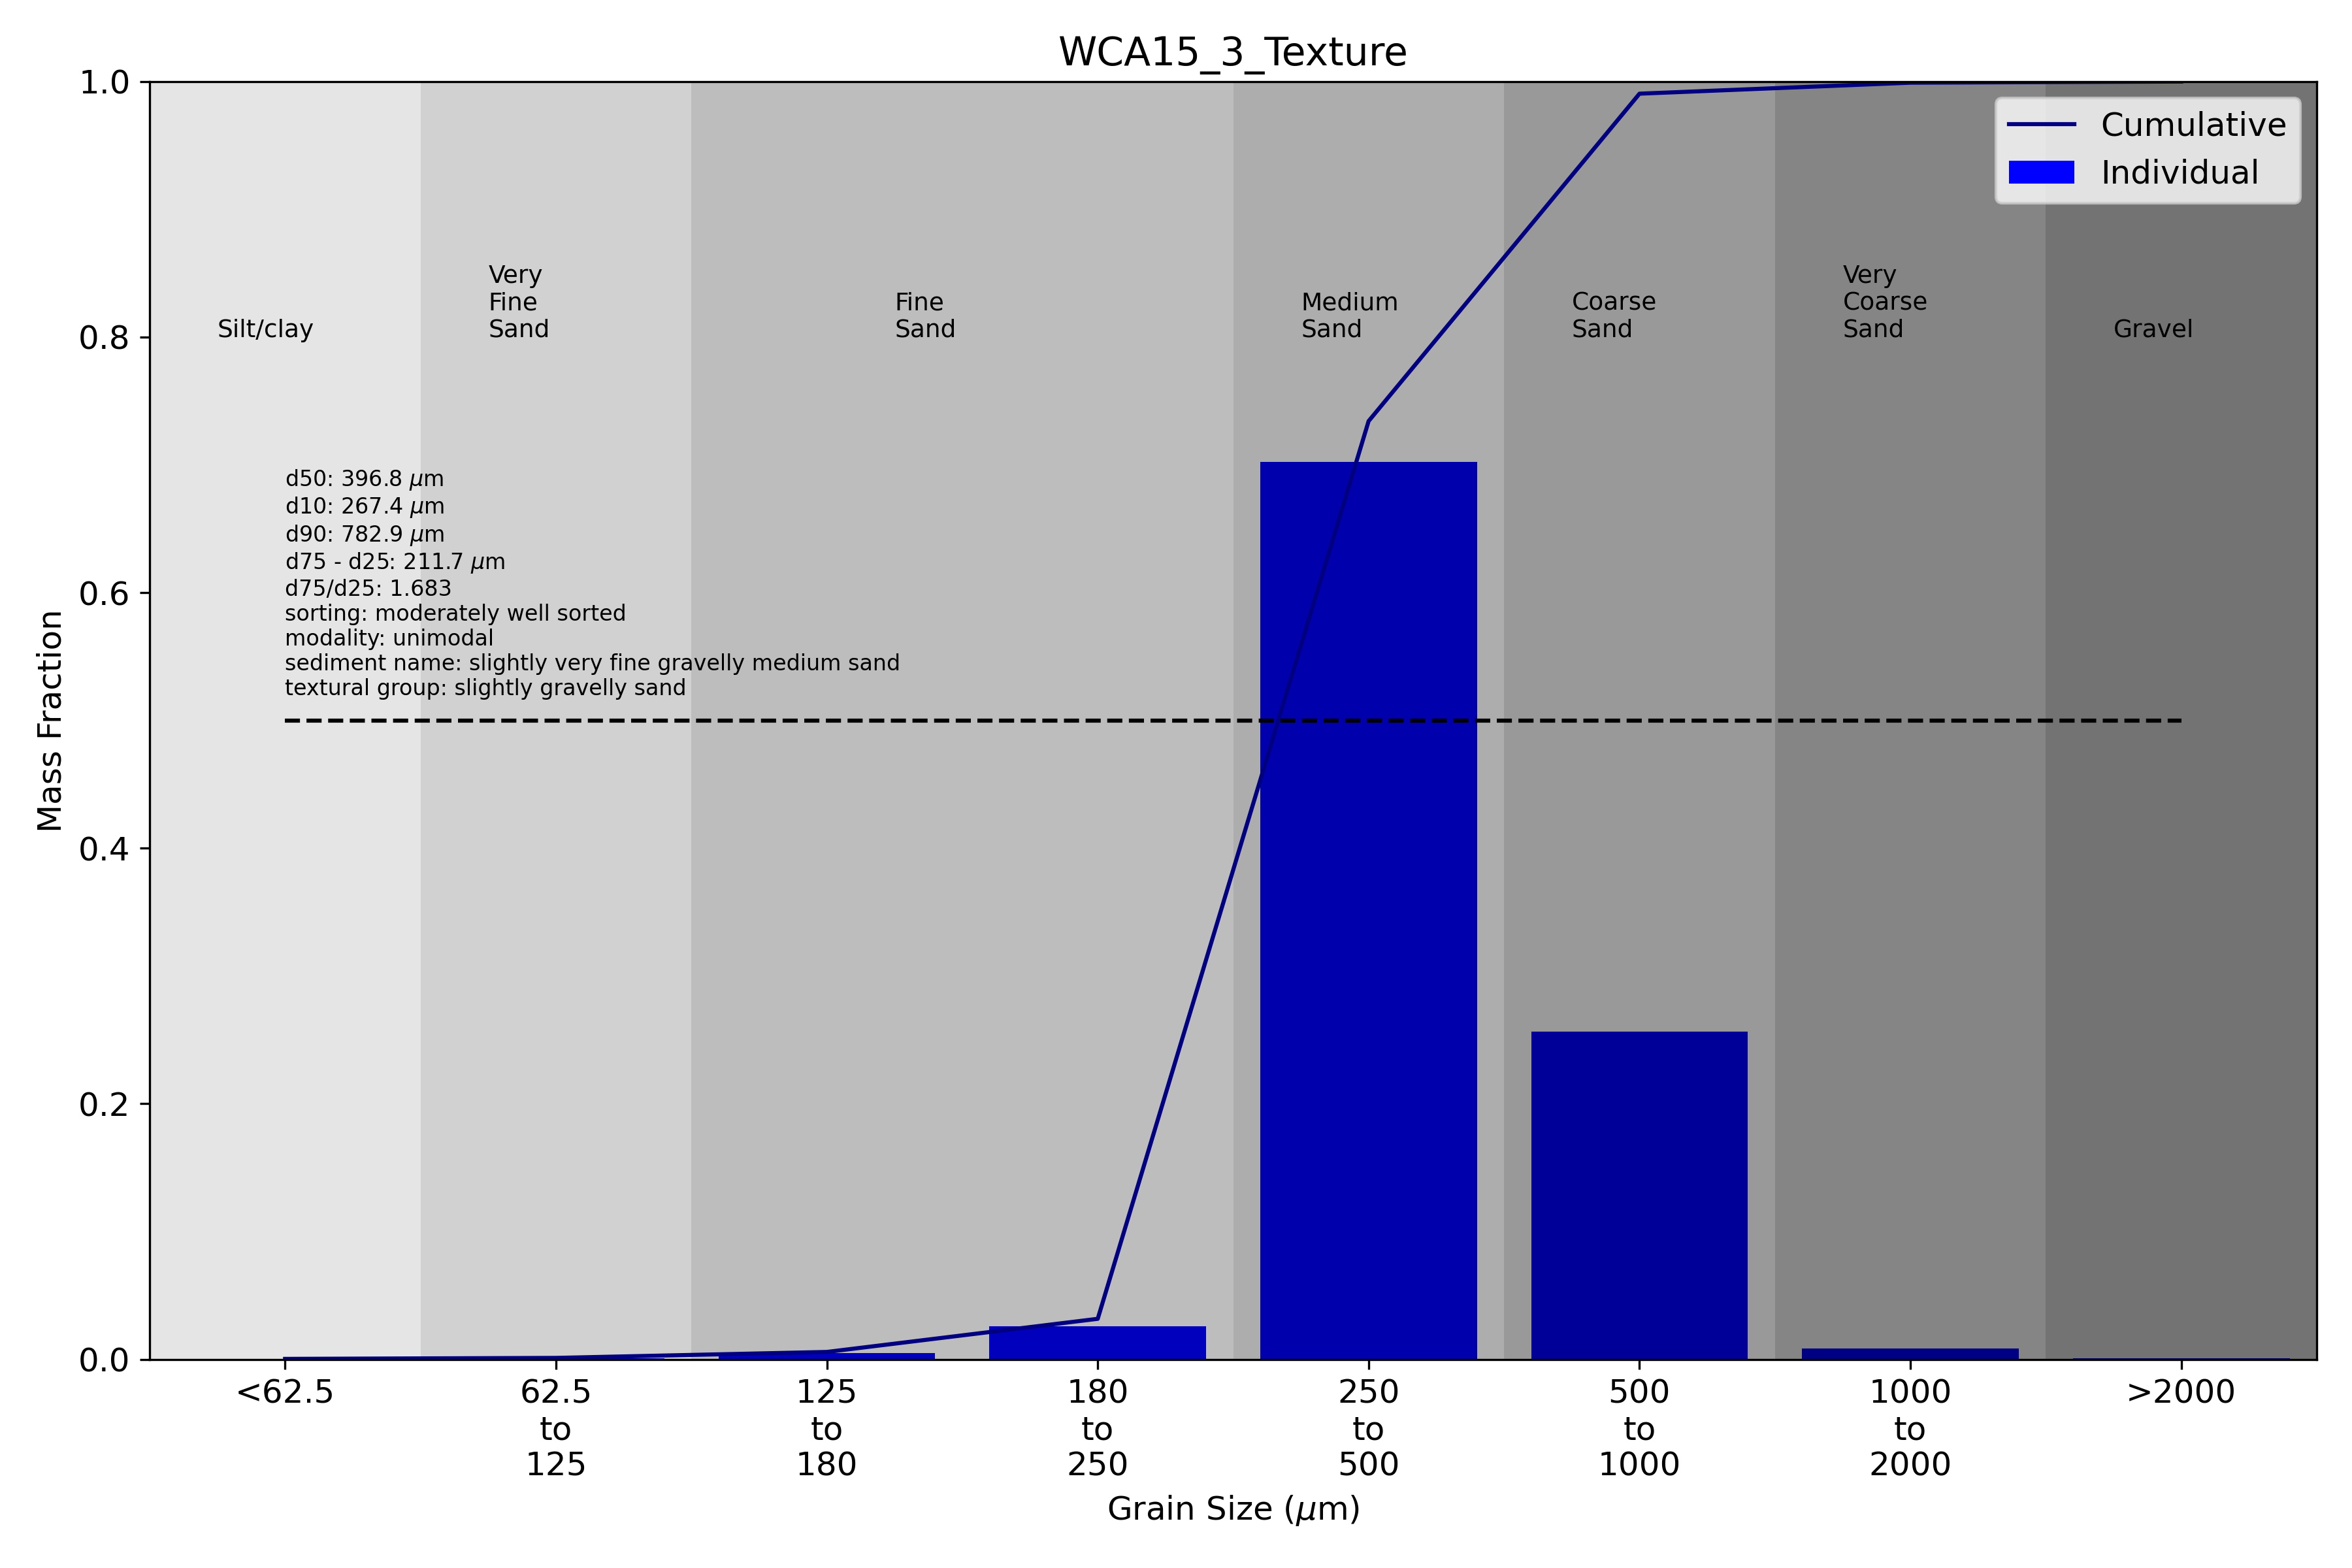 WCA15_3_Texture
1.0
0.8
0.6
0.4
0.2
0.0
Mass Fraction
Cumulative
Individual
Silt/clay
Very
Fine
Sand
Fine
Sand
Medium
Sand
Coarse
Sand
Very
Coarse
Sand
Gravel
d50: 396.8 μm
d10: 267.4 μm
d90: 782.9 μm
d75 - d25: 211.7 μm
d75/d25: 1.683
sorting: moderately well sorted
modality: unimodal
sediment name: slightly very fine gravelly medium sand
textural group: slightly gravelly sand
<62.5
62.5
to
125
125
to
180
180
to
250
250
to
500
500
to
1000
1000
to
2000
>2000
Grain Size (μm)